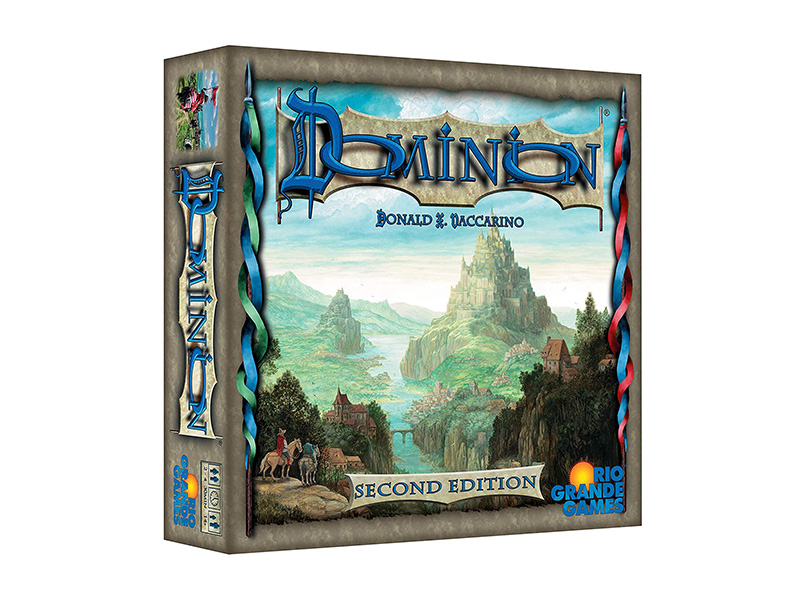 DOMINION
®
DONALD X. VACCARINO
SECOND EDITION
RIO
GRANDE
GAMES
DOMINION
RIO
GRANDE
GAMES